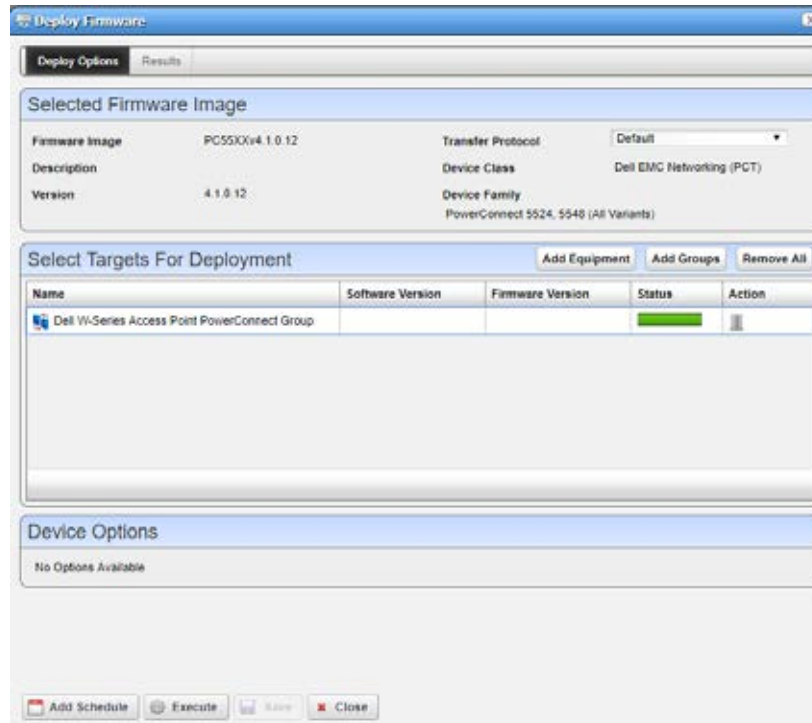 Deploy Firmware
Deploy Options Results
Selected Firmware Image
Firmware Image PC55XXv4.1.0.12 Transfer Protocol Default
Description Device Class Dell EMC Networking (PCT)
Version 4.1.0.12 Device Family
PowerConnect 5524, 5548 (All Variants)
Select Targets For Deployment Add Equipment Add Groups Remove All
Name Software Version Firmware Version Status Action
Dell W-Series Access Point PowerConnect Group
Device Options
No Options Available
Add Schedule Execute Save Close